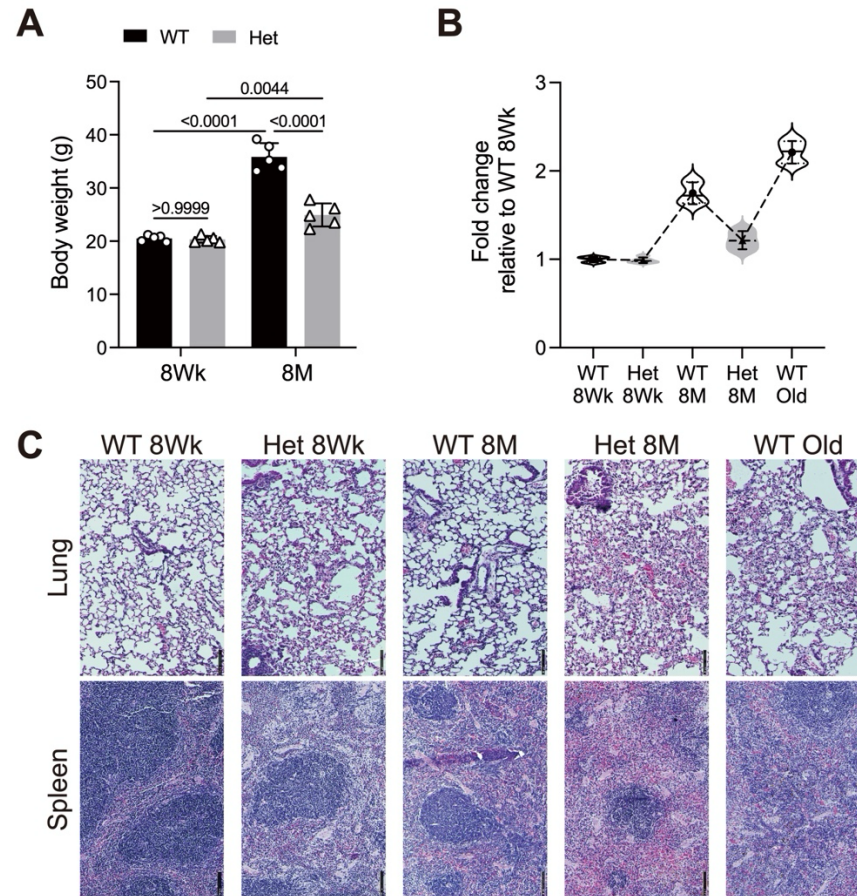 A
WT Het
Body weight (g)
50
40
30
20
10
0
0.0044
<0.0001 <0.0001
>0.9999
8Wk 8M
B
Fold change
relative to WT 8Wk
3
2
1
0
WT Het WT Het WT
8Wk 8Wk 8M 8M Old
C
WT 8Wk Het 8Wk WT 8M Het 8M WT Old
Lung
Spleen